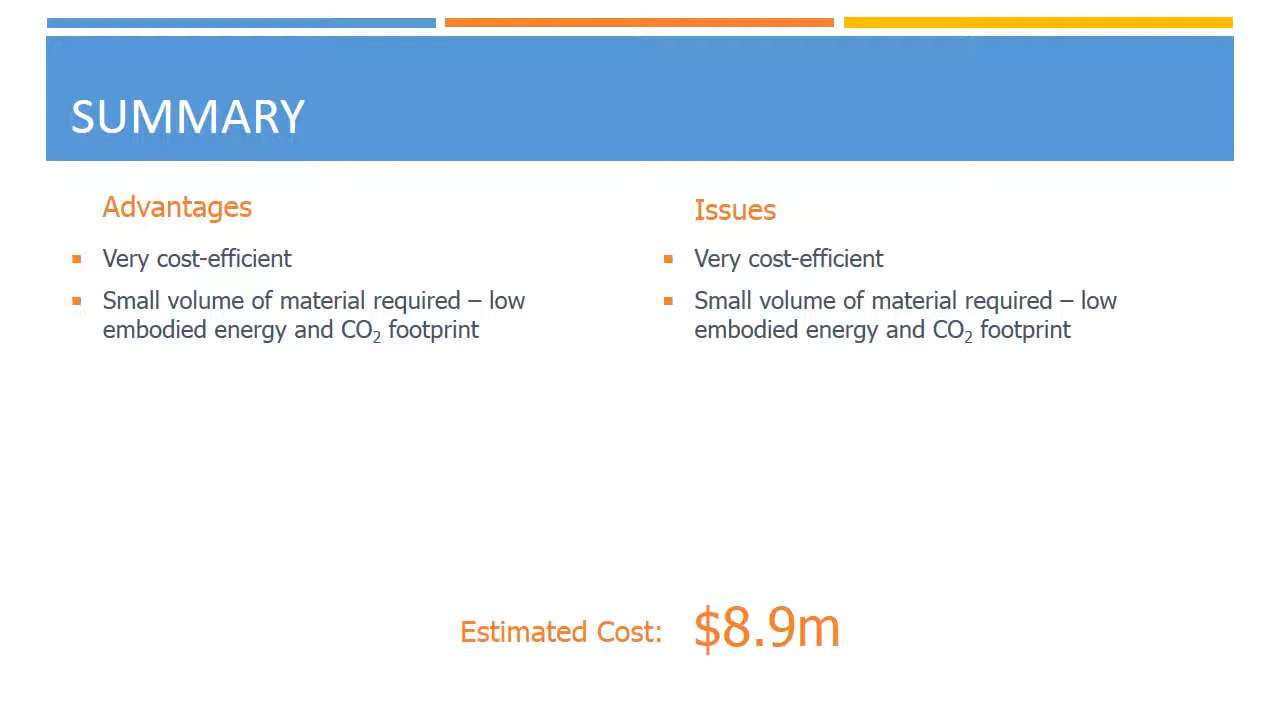 SUMMARY
Advantages
▪ Very cost-efficient
▪ Small volume of material required – low
embodied energy and CO₂ footprint
Issues
▪ Very cost-efficient
▪ Small volume of material required – low
embodied energy and CO₂ footprint
Estimated Cost: $8.9m